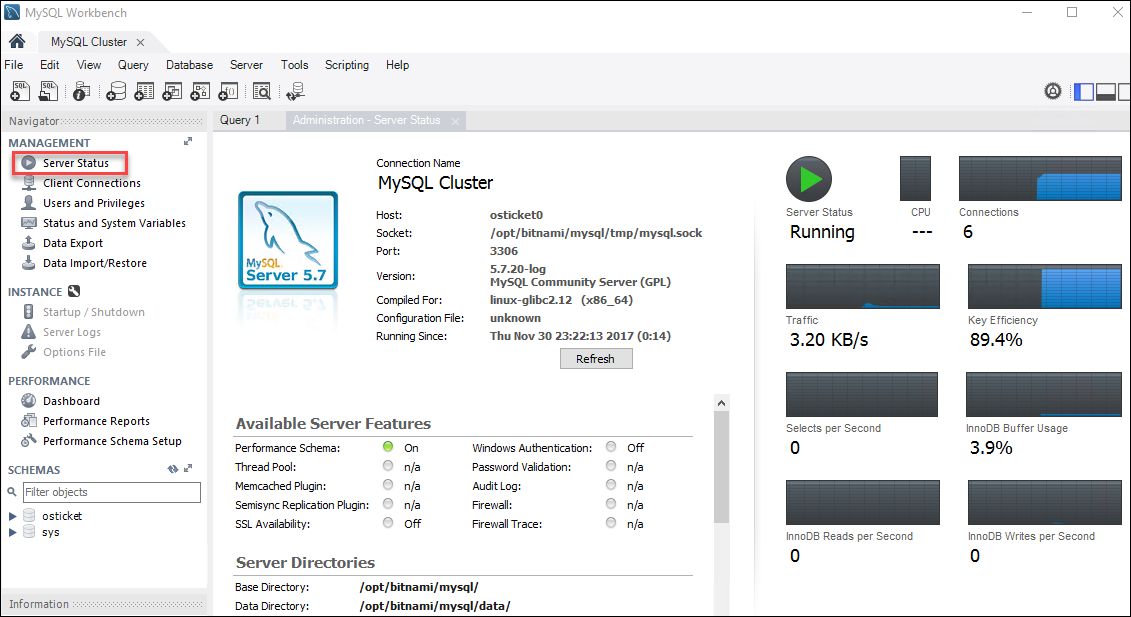 MySQL Workbench
MySQL Cluster
File Edit View Query Database Server Tools Scripting Help
SQL SQL
Navigator
MANAGEMENT
Server Status
Client Connections
Users and Privileges
Status and System Variables
Data Export
Data Import/Restore
INSTANCE
Startup / Shutdown
Server Logs
Options File
PERFORMANCE
Dashboard
Performance Reports
Performance Schema Setup
SCHEMAS
Filter objects
osticket
sys
Information
Query 1 Administration - Server Status
MySQL
Server 5.7
Connection Name
MySQL Cluster
Host: osticket0
Socket: /opt/bitnami/mysql/tmp/mysql.sock
Port: 3306
Version: 5.7.20-log
MySQL Community Server (GPL)
Compiled For: linux-glibc2.12 (x86_64)
Configuration File: unknown
Running Since: Thu Nov 30 23:22:13 2017 (0:14)
Refresh
Available Server Features
Performance Schema: On Windows Authentication: Off
Thread Pool: n/a Password Validation: n/a
Memcached Plugin: n/a Audit Log: n/a
Semisync Replication Plugin: n/a Firewall: n/a
SSL Availability: Off Firewall Trace: n/a
Server Directories
Base Directory: /opt/bitnami/mysql/
Data Directory: /opt/bitnami/mysql/data/
Server Status CPU Connections
Running --- 6
Traffic Key Efficiency
3.20 KB/s 89.4%
Selects per Second InnoDB Buffer Usage
0 3.9%
InnoDB Reads per Second InnoDB Writes per Second
0 0